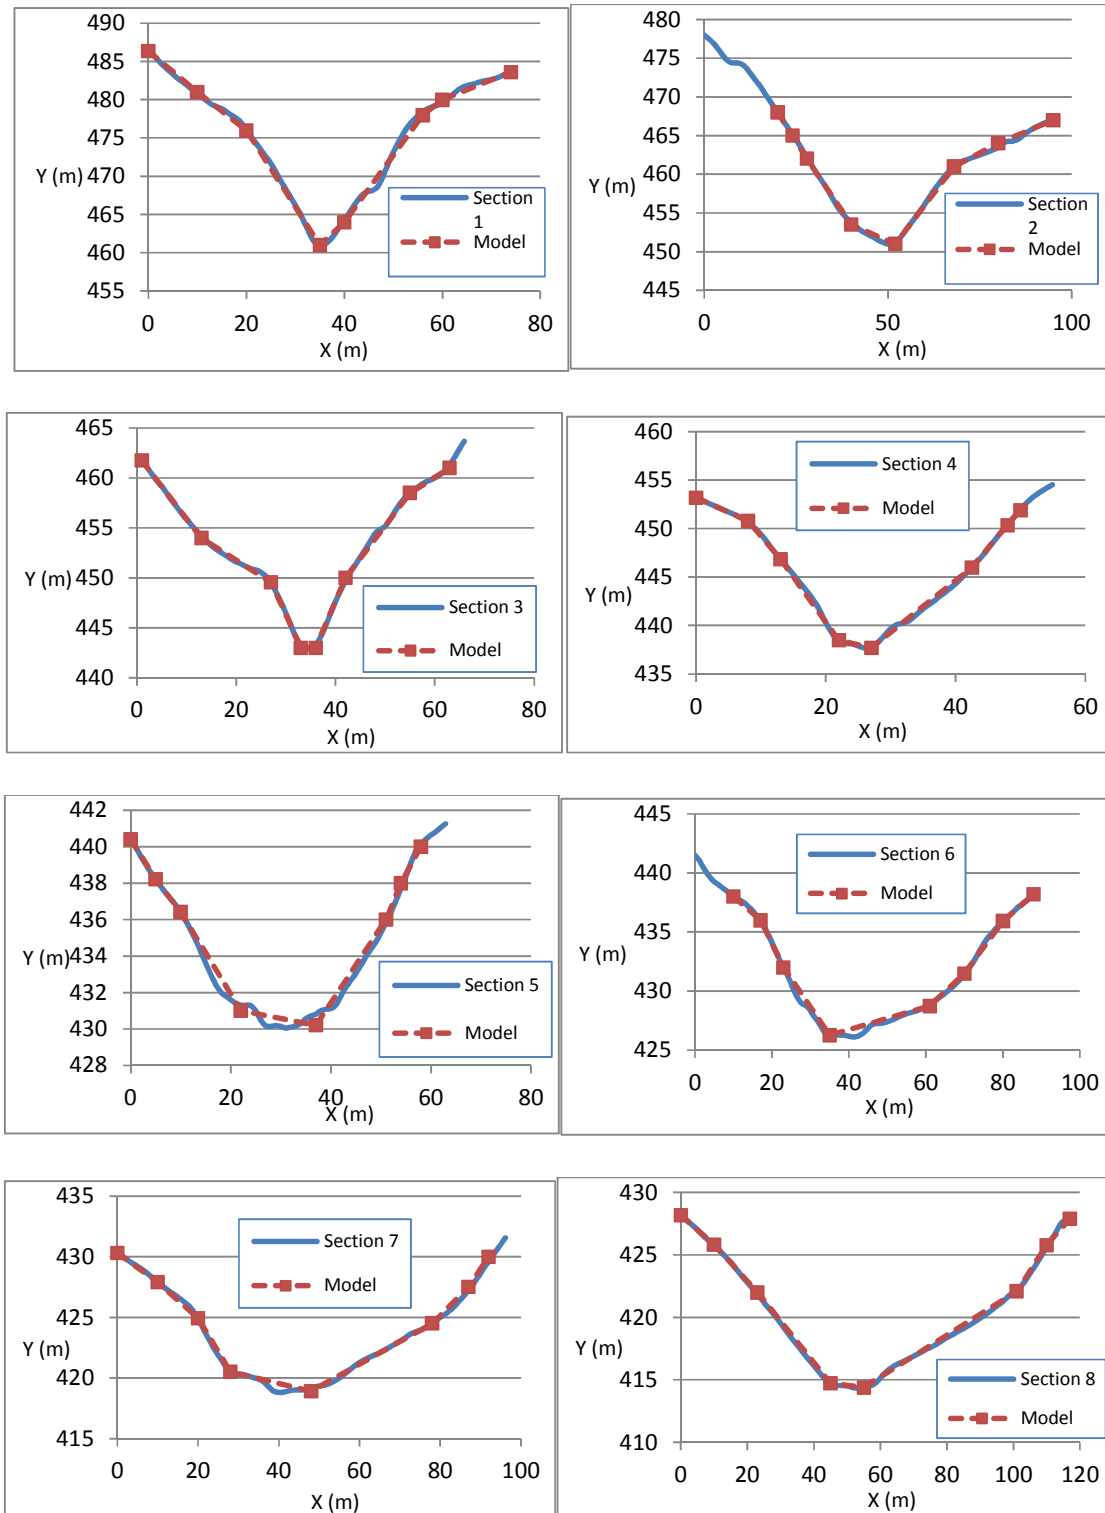 490
485
480
475
470
465
460
455
Y (m)
0 20 40 60 80
X (m)
Section
1
Model
480
475
470
465
460
455
450
445
Y (m)
0 50 100
X (m)
Section
2
Model
465
460
455
450
445
440
Y (m)
0 20 40 60 80
X (m)
Section 3
Model
460
455
450
445
440
435
Y (m)
0 20 40 60
X (m)
Section 4
Model
442
440
438
436
434
432
430
428
Y (m)
0 20 40 60 80
X (m)
Section 5
Model
445
440
435
430
425
Y (m)
0 20 40 60 80 100
X (m)
Section 6
Model
435
430
425
420
415
Y (m)
0 20 40 60 80 100
X (m)
Section 7
Model
430
425
420
415
410
Y (m)
0 20 40 60 80 100 120
X (m)
Section 8
Model